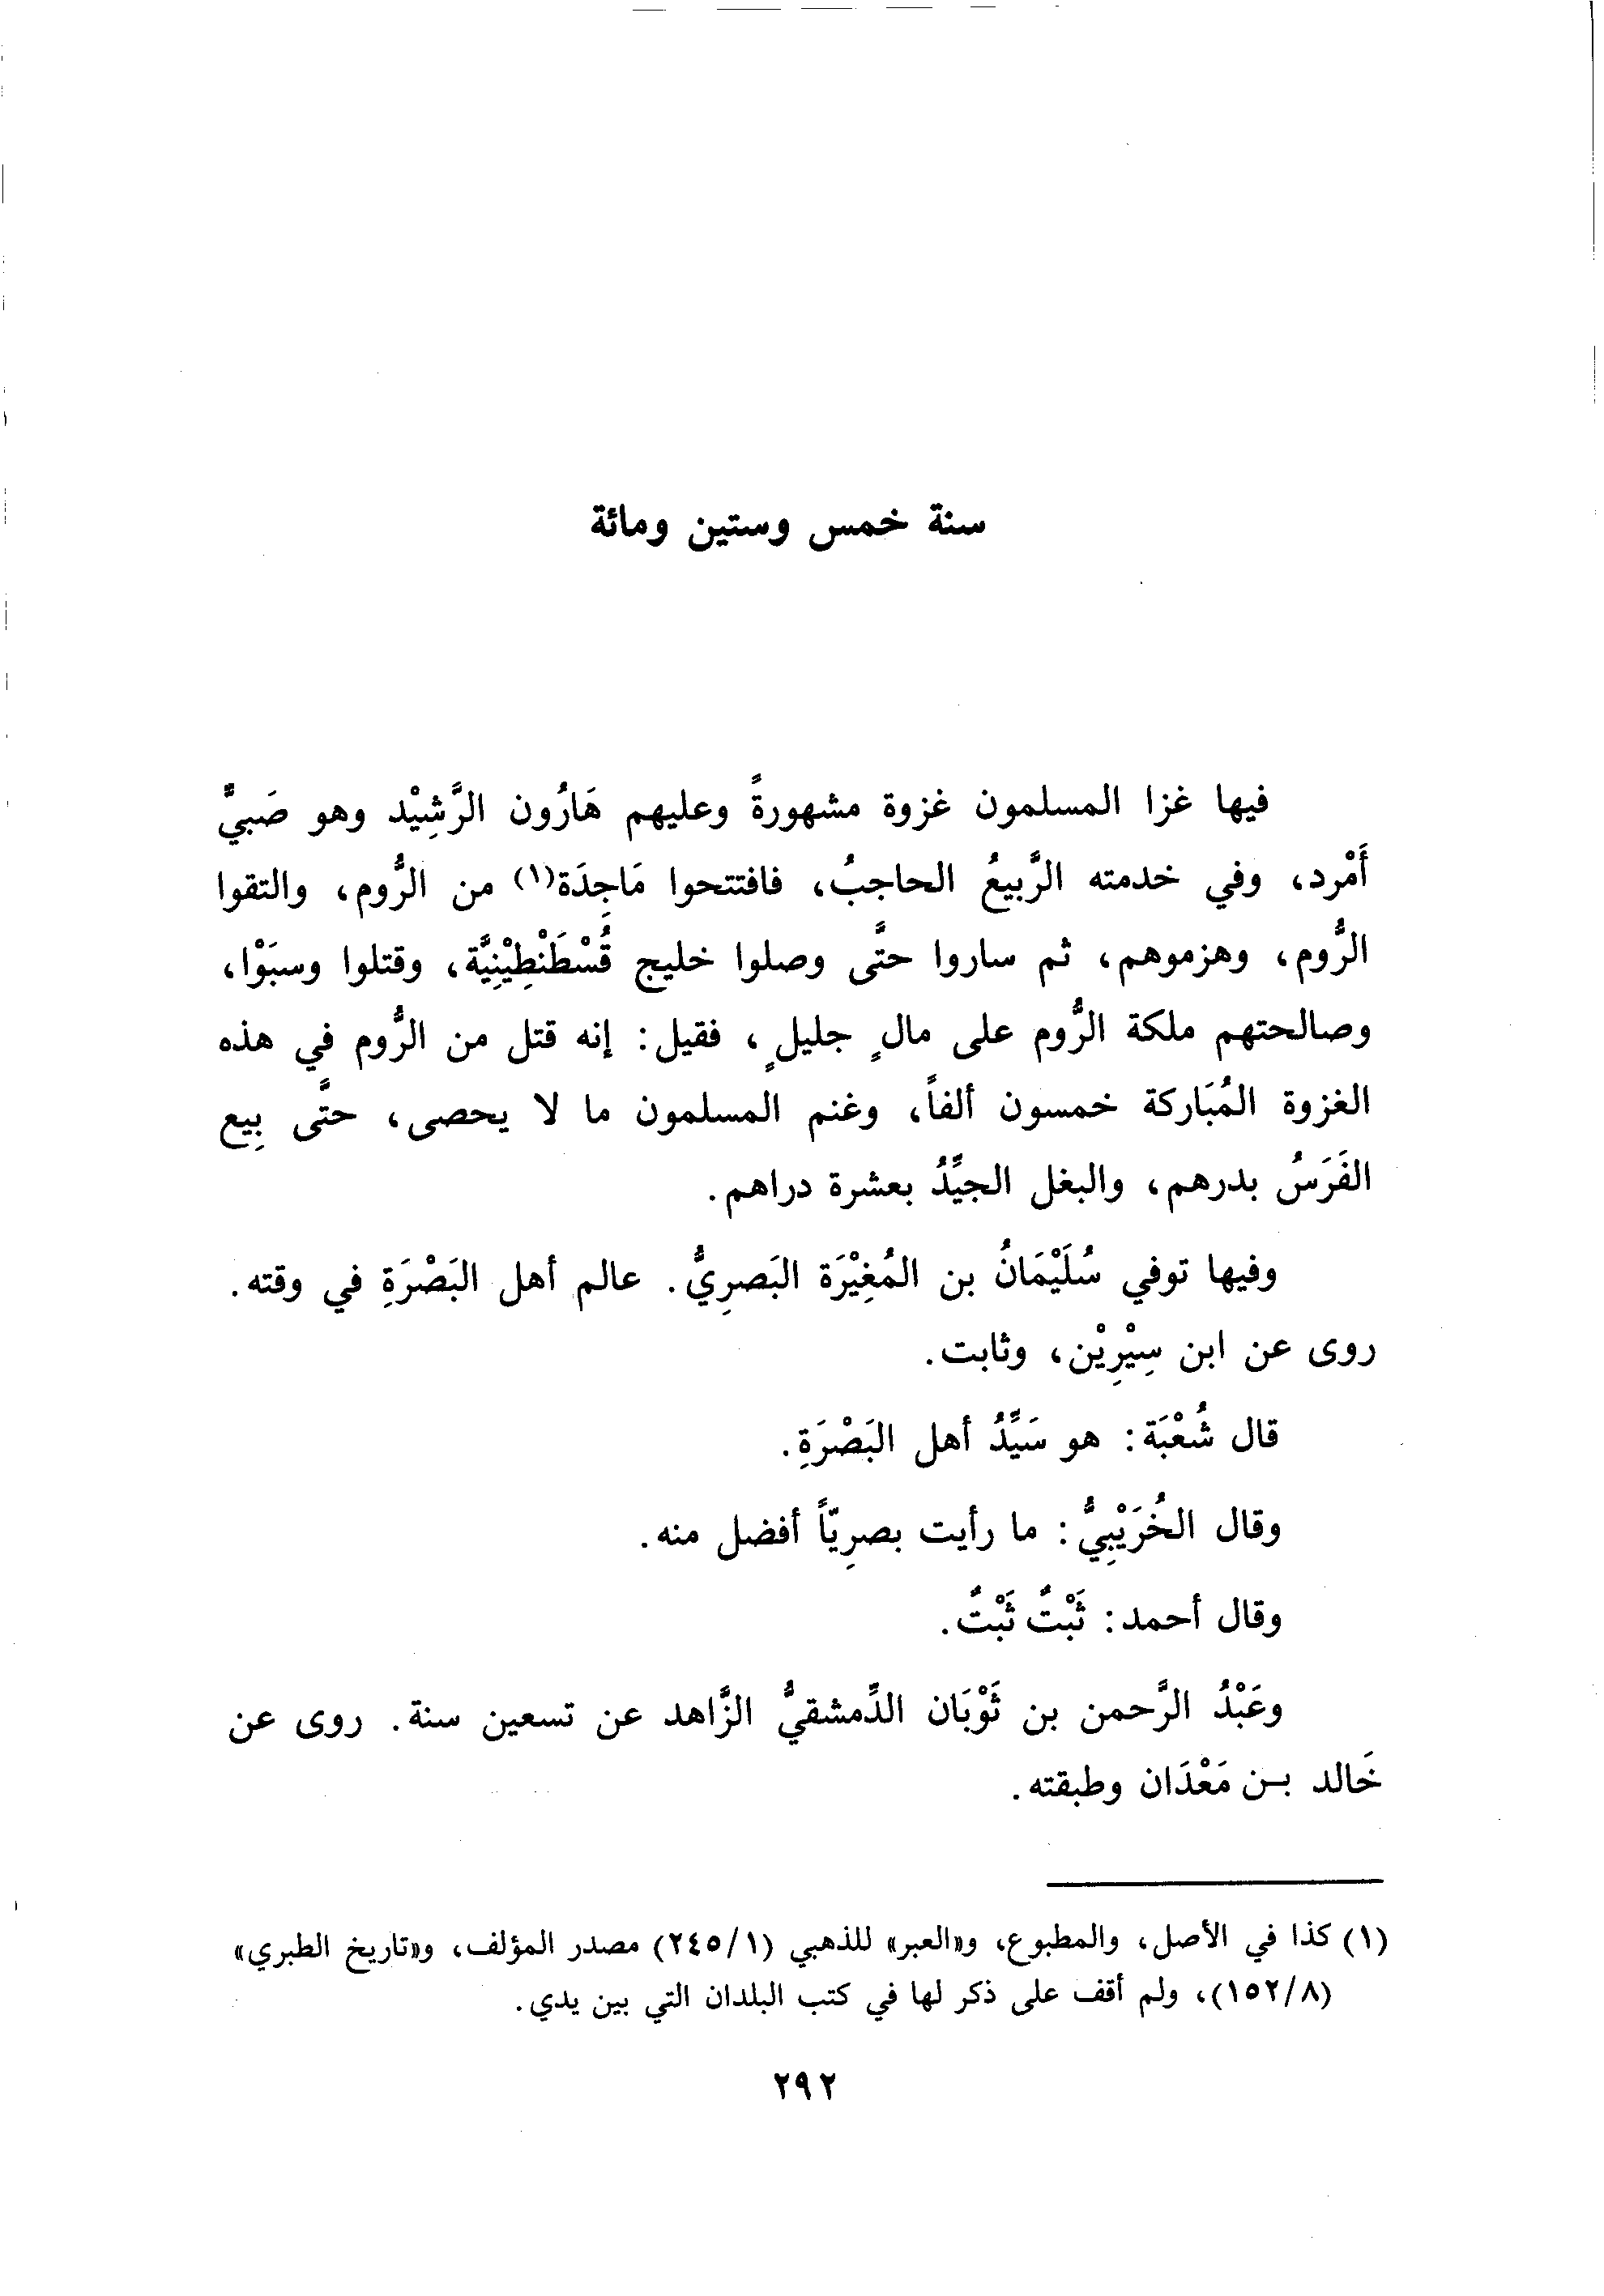 سنة خمس وستين ومائة
فيها غزا المسلمون غزوة مشهورةً وعليهم هَارُون الرَّشِيْد وهو صَبيٌّ
أَمْرد، وفي خدمته الرَّبيعُ الحاجبُ، فافتتحوا مَاجِدَة(١) من الرُّوم، والتقوا
الرُّوم، وهزموهم، ثم ساروا حتَّى وصلوا خليج قُسْطَنْطِيْنِيَّة، وقتلوا وسبَوْا،
وصالحتهم ملكة الرُّوم على مالٍ جليلٍ، فقيل: إنه قتل من الرُّوم في هذه
الغزوة المُبَاركة خمسون ألفاً، وغنم المسلمون ما لا يحصى، حتَّى بِيع
الفَرَسُ بدرهم، والبغل الجيِّدُ بعشرة دراهم.
وفيها توفي سُلَيْمَانُ بن المُغِيْرَة البَصرِيُّ. عالم أهل البَصْرَةِ في وقته.
روى عن ابن سِيْرِيْن، وثابت.
قال شُعْبَة: هو سَيِّدُ أهل البَصْرَةِ.
وقال الخُرَيْبِيُّ: ما رأيت بصرِيّاً أفضل منه.
وقال أحمد: ثَبْتٌ ثَبْتٌ.
وعَبْدُ الرَّحمن بن ثَوْبَان الدِّمشقيُّ الزَّاهد عن تسعين سنة. روى عن
خَالد بـن مَعْدَان وطبقته.
(١) كذا في الأصل، والمطبوع، و«العبر» للذهبي (٢٤٥/١) مصدر المؤلف، و«تاريخ الطبري»
(١٥٢/٨)، ولم أقف على ذكر لها في كتب البلدان التي بين يدي.
٢٩٢